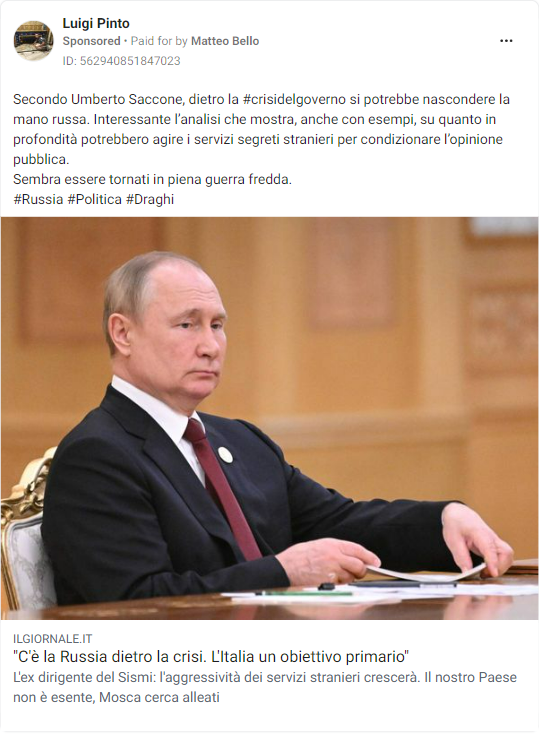 Luigi Pinto
Sponsored • Paid for by Matteo Bello
ID: 562940851847023
Secondo Umberto Saccone, dietro la #crisidelgoverno si potrebbe nascondere la
mano russa. Interessante l’analisi che mostra, anche con esempi, su quanto in
profondità potrebbero agire i servizi segreti stranieri per condizionare l’opinione
pubblica.
Sembra essere tornati in piena guerra fredda.
#Russia #Politica #Draghi
ILGIORNALE.IT
"C'è la Russia dietro la crisi. L'Italia un obiettivo primario"
L'ex dirigente del Sismi: l'aggressività dei servizi stranieri crescerà. Il nostro Paese
non è esente, Mosca cerca alleati